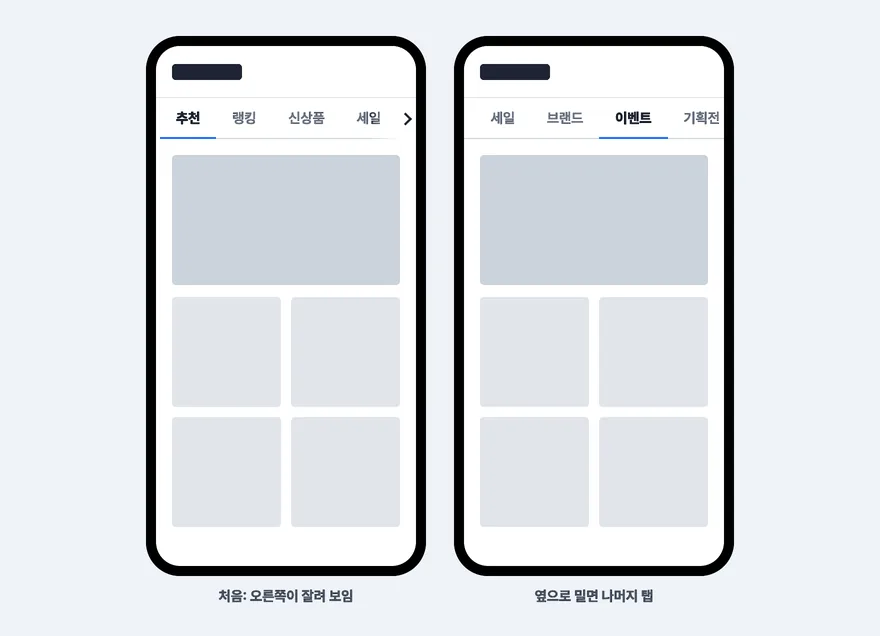 추천 랭킹 신상품 세일
세일 브랜드 이벤트 기획전
처음: 오른쪽이 잘려 보임
옆으로 밀면 나머지 탭